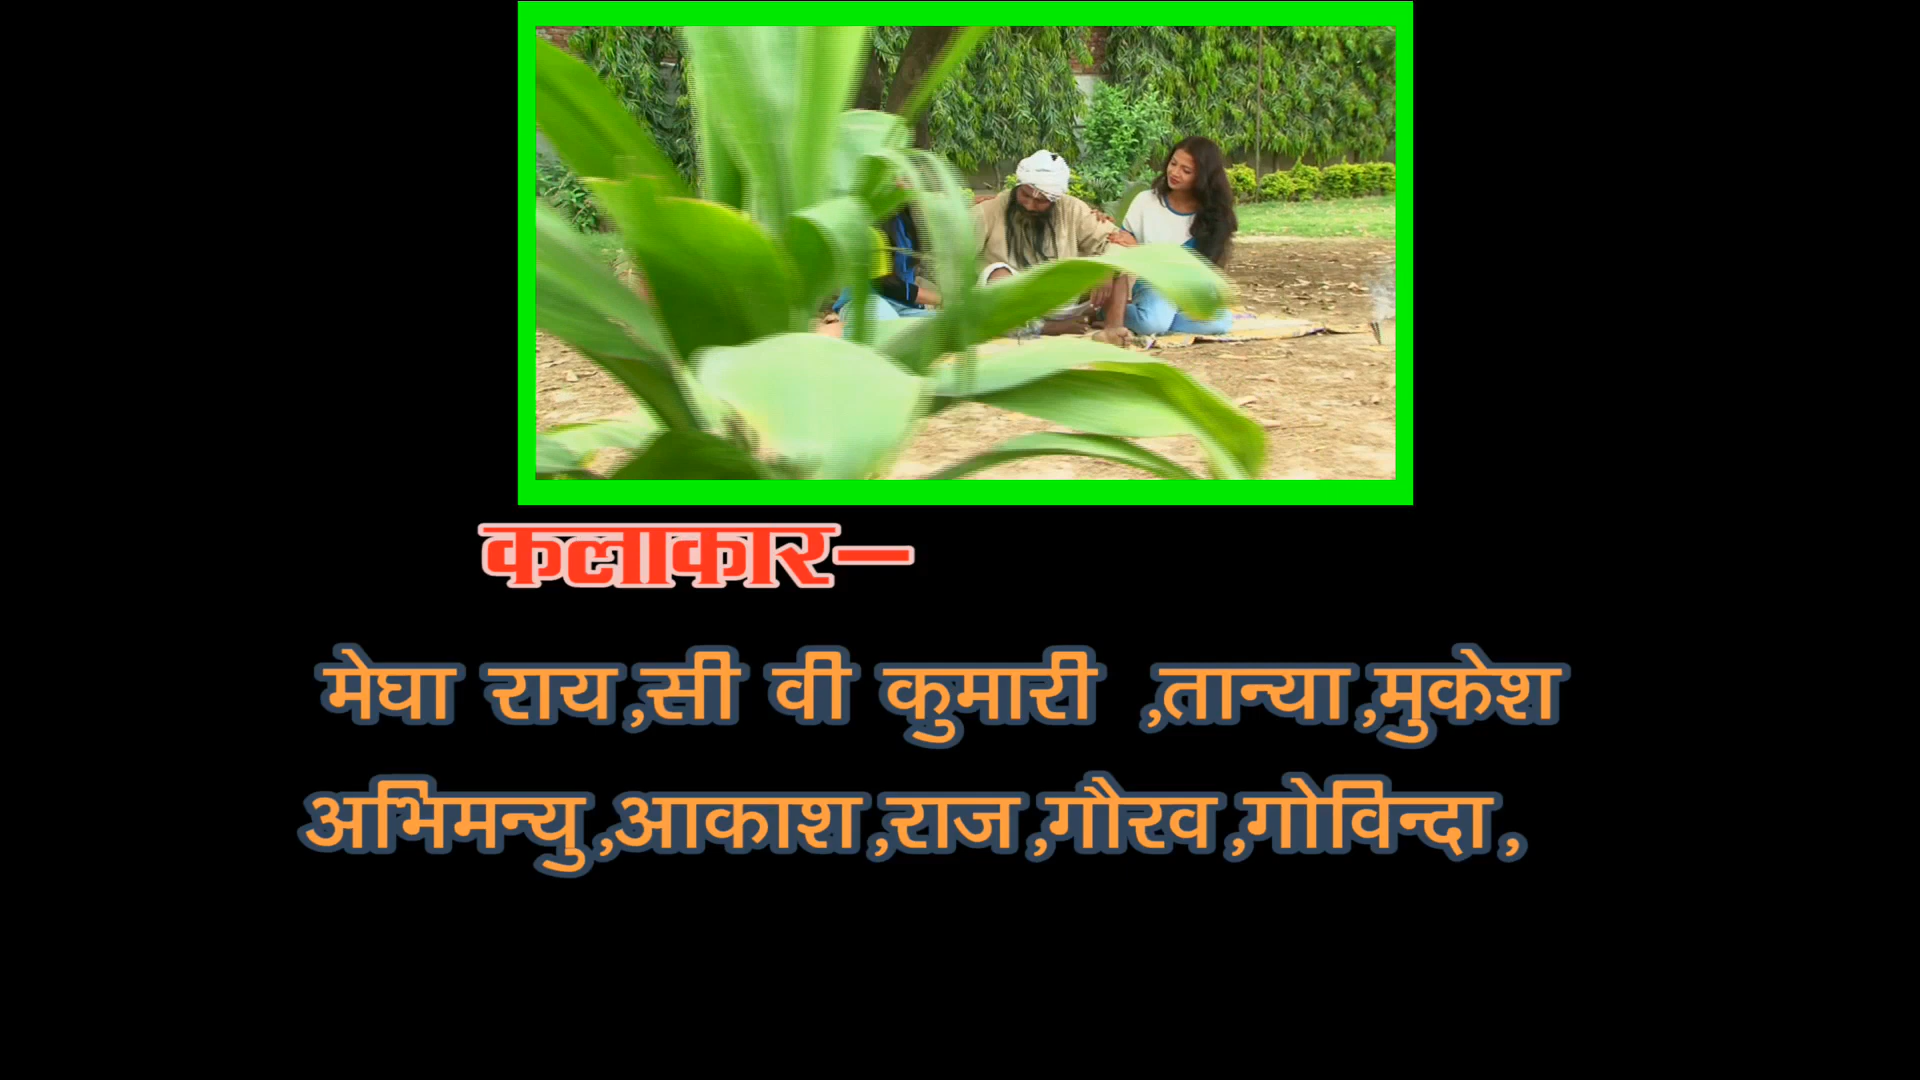 कलाकार–
मेघा राय,सी वी कुमारी ,तान्या,मुकेश
अभिमन्यु,आकाश,राज,गौरव,गोविन्दा,